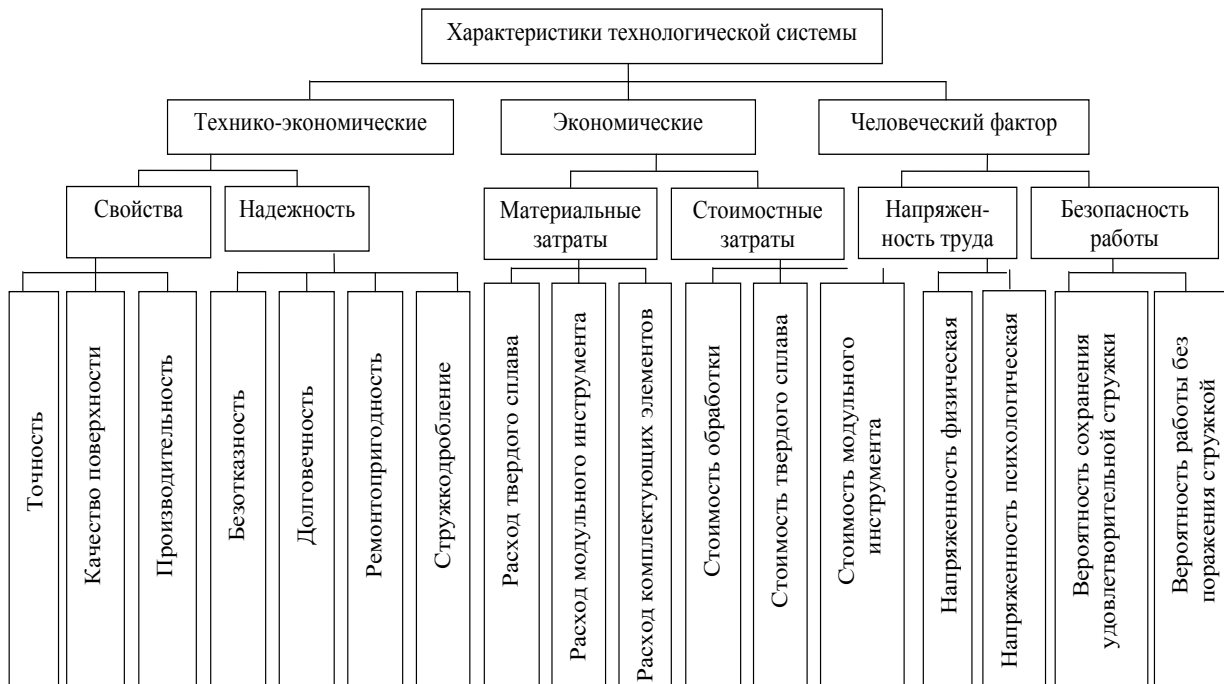 Характеристики технологической системы
Технико-экономические
Экономические
Человеческий фактор
Свойства
Надежность
Материальные
затраты
Стоимостные
затраты
Напряжен-
ность труда
Безопасность
работы
Точность
Качество поверхности
Производительность
Безотказность
Долговечность
Ремонтопригодность
Стружкодробление
Расход твердого сплава
Расход модульного инструмента
Расход комплектующих элементов
Стоимость обработки
Стоимость твердого сплава
Стоимость модульного
инструмента
Напряженность физическая
Напряженность психологическая
Вероятность сохранения
удовлетворительной стружки
Вероятность работы без
поражения стружкой